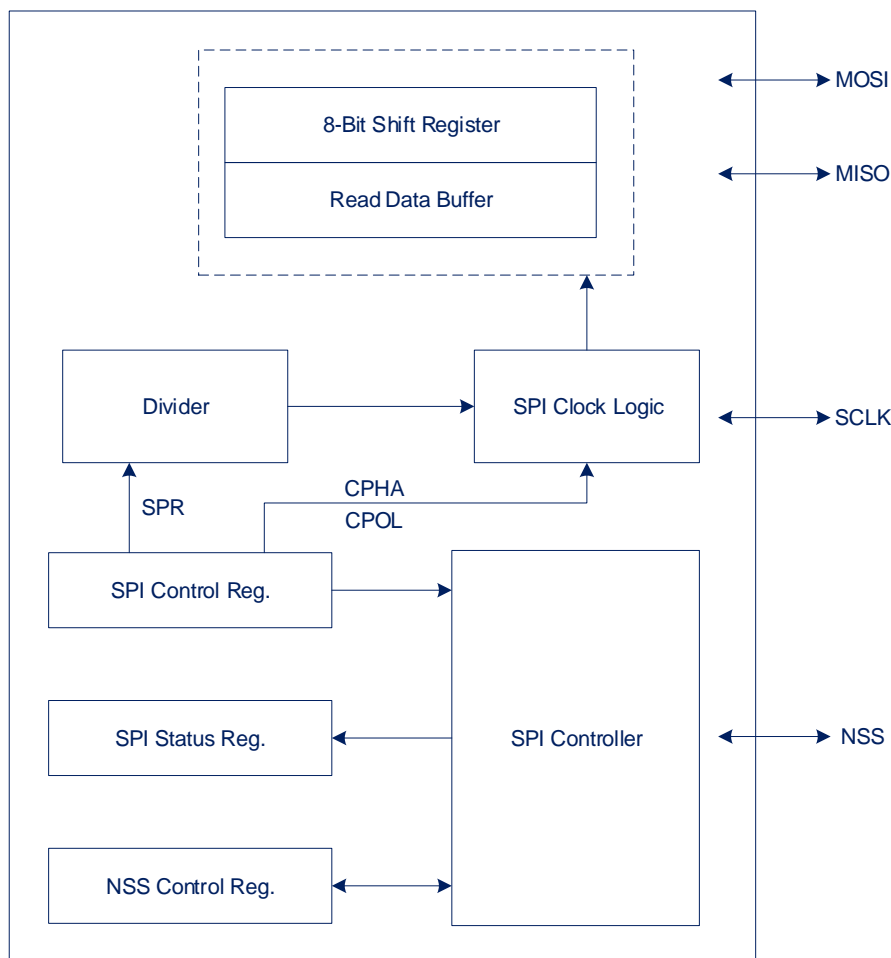 MOSI
8-Bit Shift Register
MISO
Read Data Buffer
Divider
SPI Clock Logic
SCLK
CPHA
SPR
CPOL
SPI Control Reg.
SPI Status Reg.
SPI Controller
NSS
NSS Control Reg.